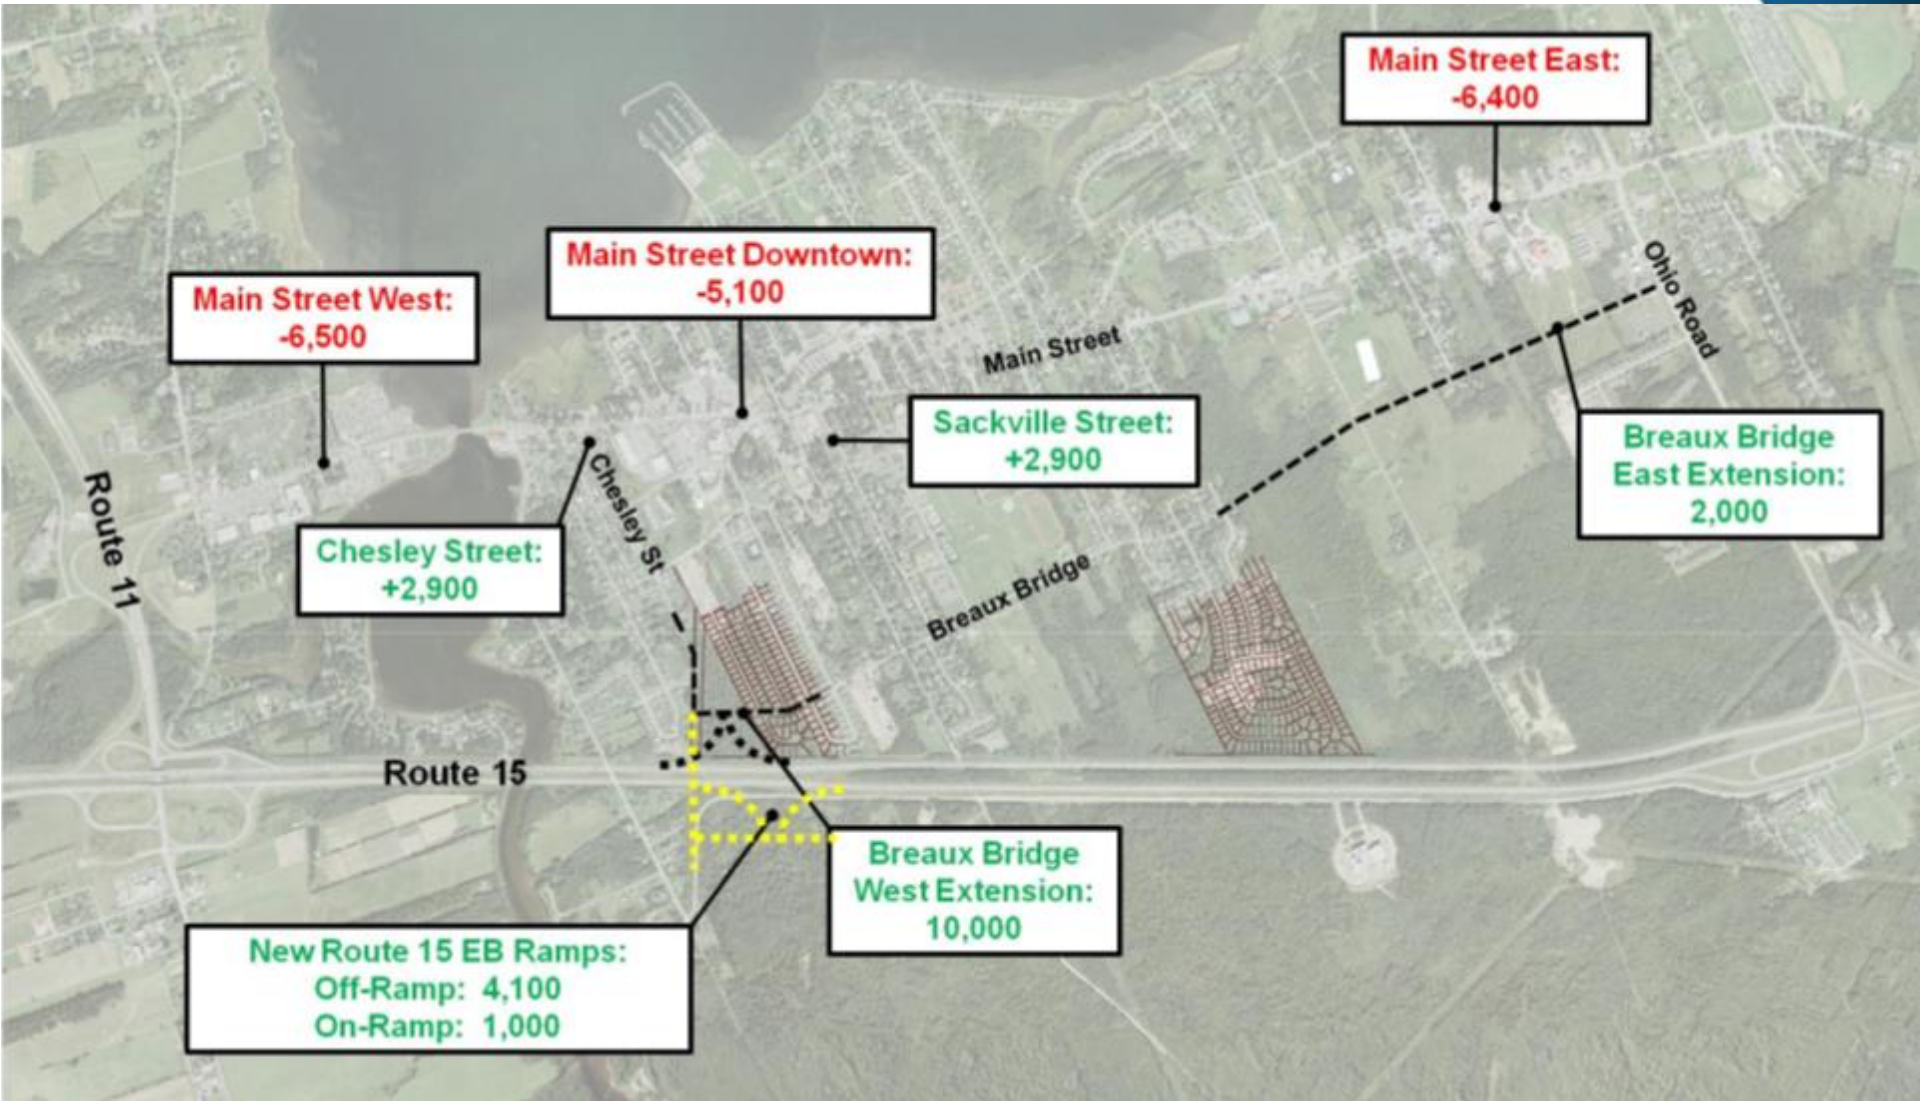 Main Street East:
-6,400
Main Street Downtown:
-5,100
Main Street West:
-6,500
Ohio Road
Main Street
Sackville Street:
+2,900
Breaux Bridge
East Extension:
2,000
Route 11
Chesley St
Chesley Street:
+2,900
Breaux Bridge
Route 15
Breaux Bridge
West Extension:
10,000
New Route 15 EB Ramps:
Off-Ramp: 4,100
On-Ramp: 1,000